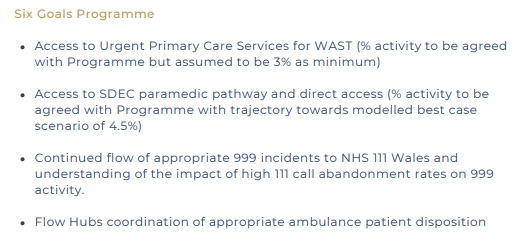 Six Goals Programme
• Access to Urgent Primary Care Services for WAST (% activity to be agreed
with Programme but assumed to be 3% as minimum)
• Access to SDEC paramedic pathway and direct access (% activity to be
agreed with Programme with trajectory towards modelled best case
scenario of 4.5%)
• Continued flow of appropriate 999 incidents to NHS 111 Wales and
understanding of the impact of high 111 call abandonment rates on 999
activity.
• Flow Hubs coordination of appropriate ambulance patient disposition